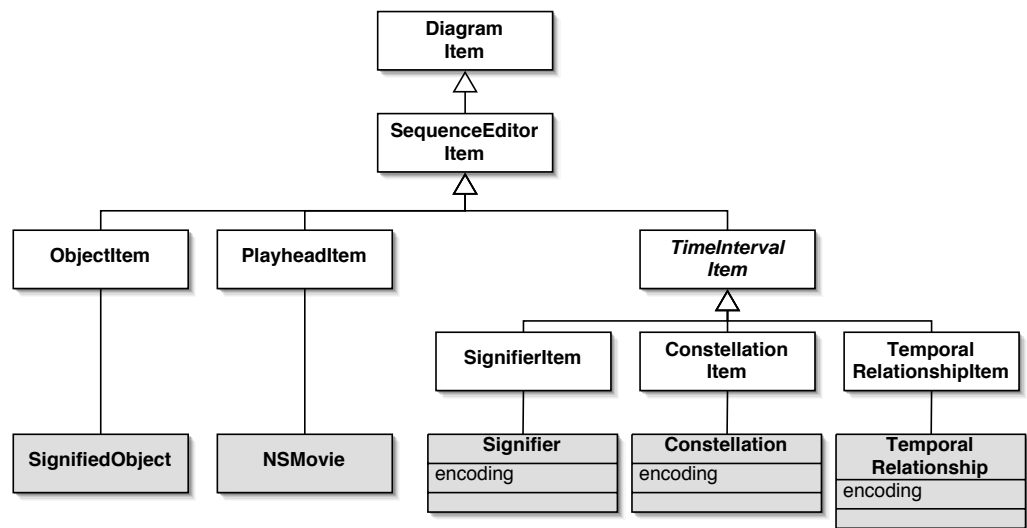 Diagram
Item
SequenceEditor
Item
ObjectItem
PlayheadItem
TimeInterval
Item
SignifierItem
Constellation
Item
Temporal
RelationshipItem
SignifiedObject
NSMovie
Signifier
encoding
Constellation
encoding
Temporal
Relationship
encoding